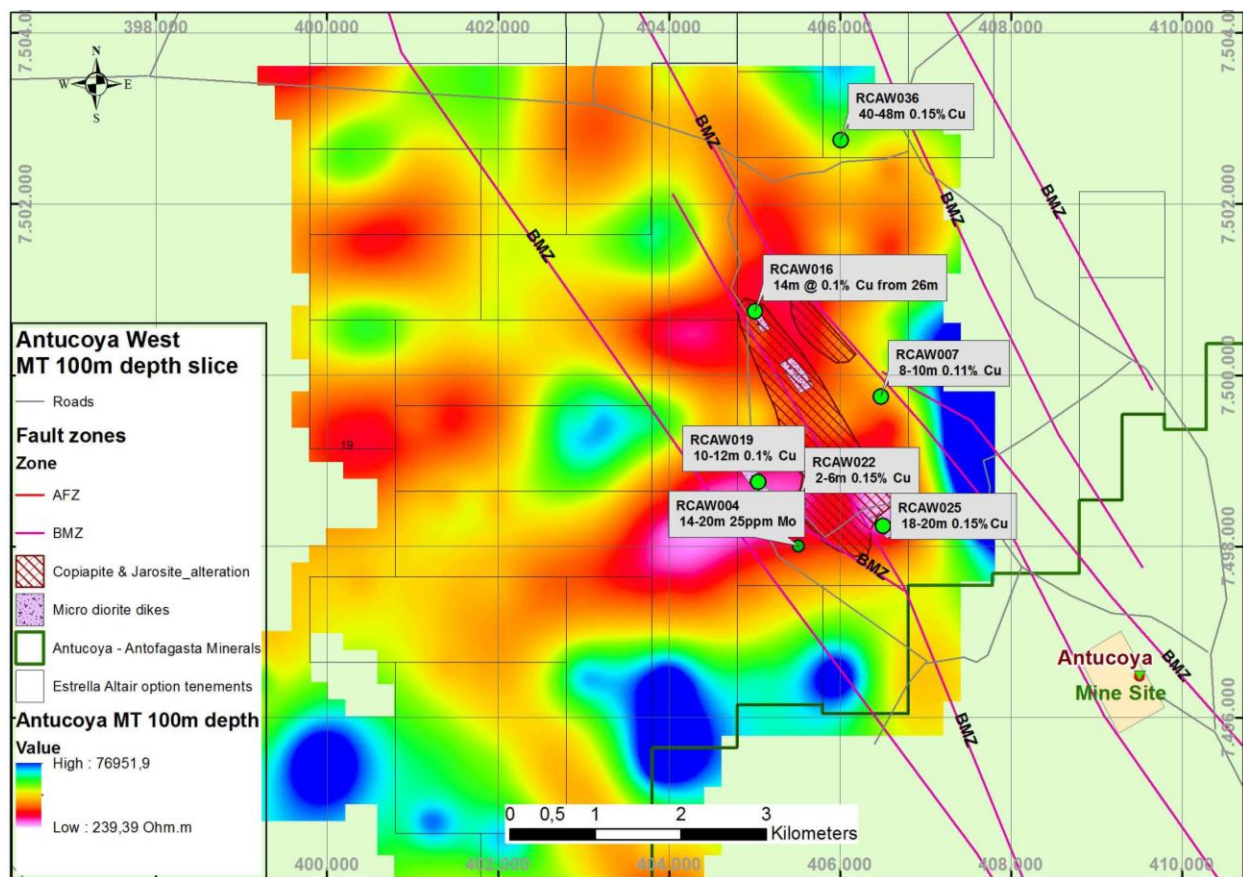 398.000 400.000 402.000 404.000 406.000 408.000 410.000
7.504.0
7.504.0
N
W E
S
RCAW036
40-48m 0.15% Cu
BMZ
7.502.000
7.502.000
BMZ
BMZ
BMZ
RCAW016
14m @ 0.1% Cu from 26m
Antucoya West
MT 100m depth slice
Roads
Fault zones
Zone
AFZ
BMZ
Copiapite & Jarosite_alteration
Micro diorite dikes
Antucoya - Antofagasta Minerals
Estrella Altair option tenements
Antucoya MT 100m depth
Value
High : 76951,9
Low : 239,39 Ohm.m
RCAW007
8-10m 0.11% Cu
7.500.000
19
RCAW019
10-12m 0.1% Cu
RCAW022
2-6m 0.15% Cu
RCAW004
14-20m 25ppm Mo
RCAW025
18-20m 0.15% Cu
7.498.000
BMZ
Antucoya
Mine Site
BMZ
BMZ
7.496.000
0 0,5 1 2 3
Kilometers
400.000 402.000 404.000 406.000 408.000 410.000